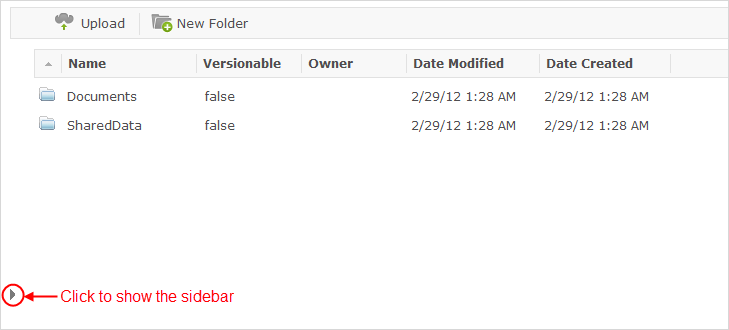 Upload New Folder
Name Versionable Owner Date Modified Date Created
Documents false 2/29/12 1:28 AM 2/29/12 1:28 AM
SharedData false 2/29/12 1:28 AM 2/29/12 1:28 AM
Click to show the sidebar